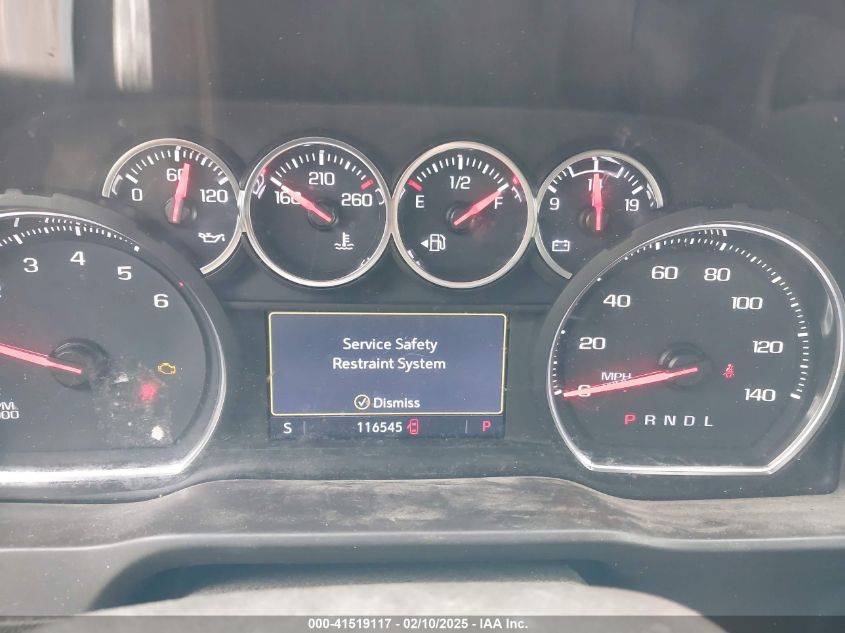 0 60 120
160 210 260
E 1/2 F
9 19
3 4 5 6
0 20 40 60 80 100 120 140
MPH
P R N D L
Service Safety
Restraint System
Dismiss
S 116545 P
000-41519117 - 02/10/2025 - IAA Inc.